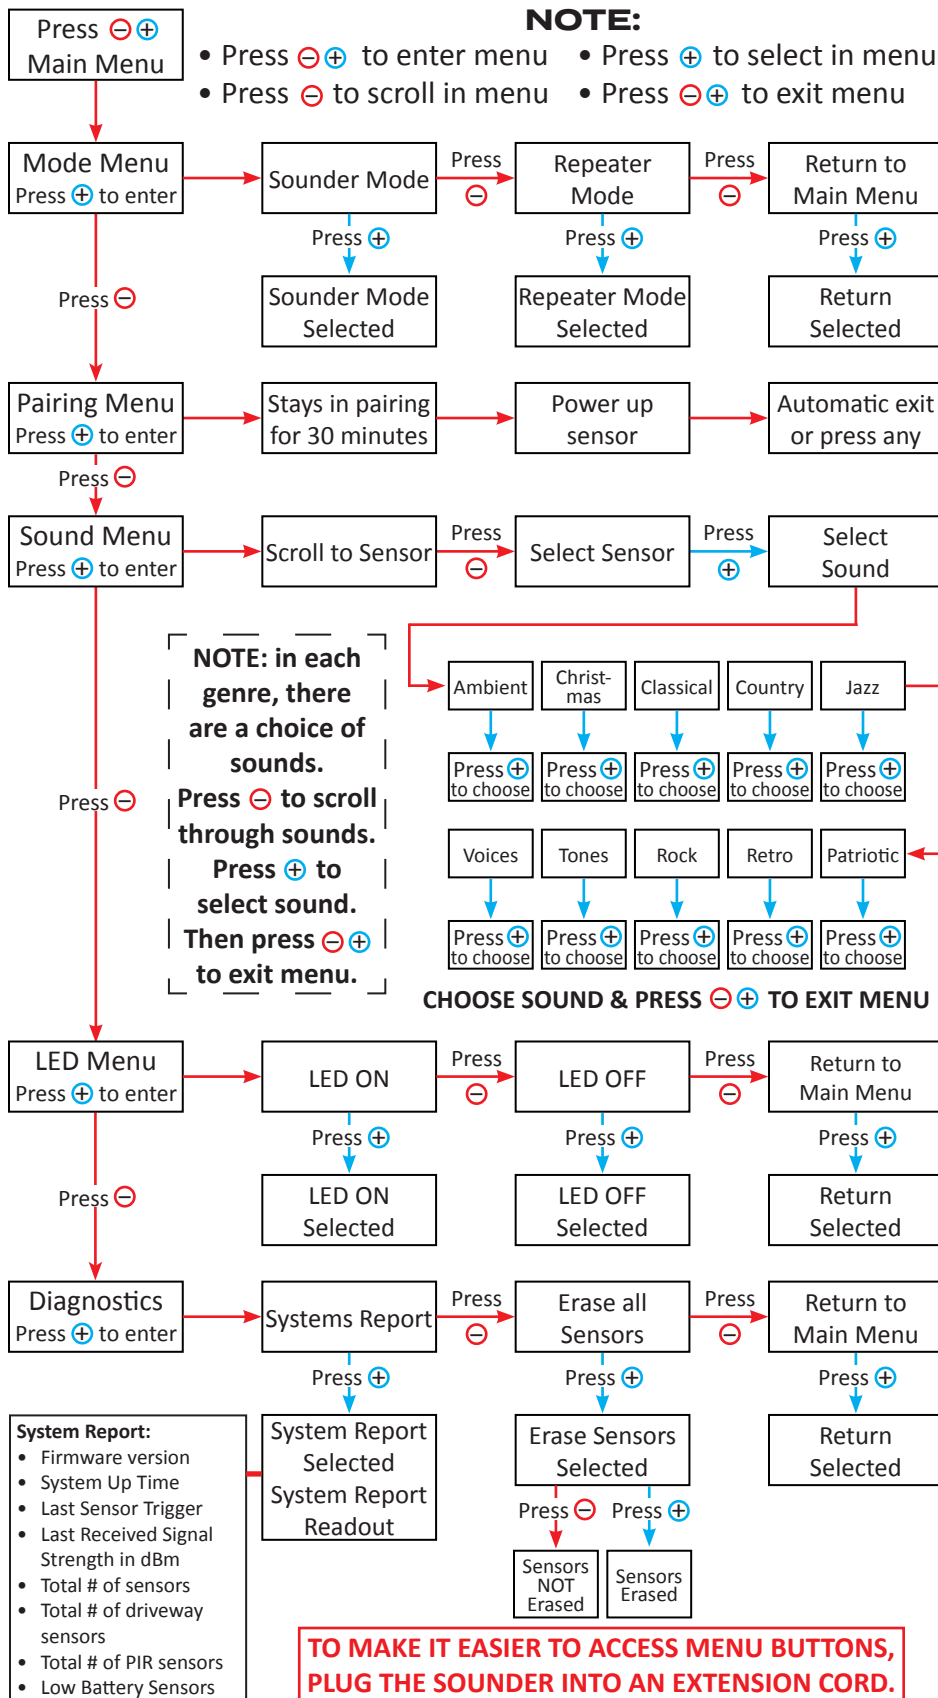 Press ⊖ ⊕
Main Menu
NOTE:
• Press ⊖⊕ to enter menu
• Press ⊕ to select in menu
• Press ⊖ to scroll in menu
• Press ⊖⊕ to exit menu
Mode Menu
Press ⊕ to enter
Sounder Mode
Press
⊖
Repeater
Mode
Press
⊖
Return to
Main Menu
Press ⊕
Press ⊕
Press ⊕
Press ⊖
Sounder Mode
Selected
Repeater Mode
Selected
Return
Selected
Pairing Menu
Press ⊕ to enter
Stays in pairing
for 30 minutes
Power up
sensor
Automatic exit
or press any
Press ⊖
Sound Menu
Press ⊕ to enter
Scroll to Sensor
Press
⊖
Select Sensor
Press
⊕
Select
Sound
Press ⊖
NOTE: in each
genre, there
are a choice of
sounds.
Press ⊖ to scroll
through sounds.
Press ⊕ to
select sound.
Then press ⊖⊕
to exit menu.
Ambient
Christ-
mas
Classical
Country
Jazz
Press ⊕
to choose
Press ⊕
to choose
Press ⊕
to choose
Press ⊕
to choose
Press ⊕
to choose
Voices
Tones
Rock
Retro
Patriotic
Press ⊕
to choose
Press ⊕
to choose
Press ⊕
to choose
Press ⊕
to choose
Press ⊕
to choose
CHOOSE SOUND & PRESS ⊖⊕ TO EXIT MENU
LED Menu
Press ⊕ to enter
LED ON
Press
⊖
LED OFF
Press
⊖
Return to
Main Menu
Press ⊕
Press ⊕
Press ⊕
Press ⊖
LED ON
Selected
LED OFF
Selected
Return
Selected
Diagnostics
Press ⊕ to enter
Systems Report
Press
⊖
Erase all
Sensors
Press
⊖
Return to
Main Menu
Press ⊕
Press ⊕
Press ⊕
System Report
Selected
System Report
Readout
Erase Sensors
Selected
Return
Selected
Press ⊖
Press ⊕
Sensors
NOT
Erased
Sensors
Erased
System Report:
• Firmware version
• System Up Time
• Last Sensor Trigger
• Last Received Signal
Strength in dBm
• Total # of sensors
• Total # of driveway
sensors
• Total # of PIR sensors
• Low Battery Sensors
TO MAKE IT EASIER TO ACCESS MENU BUTTONS,
PLUG THE SOUNDER INTO AN EXTENSION CORD.